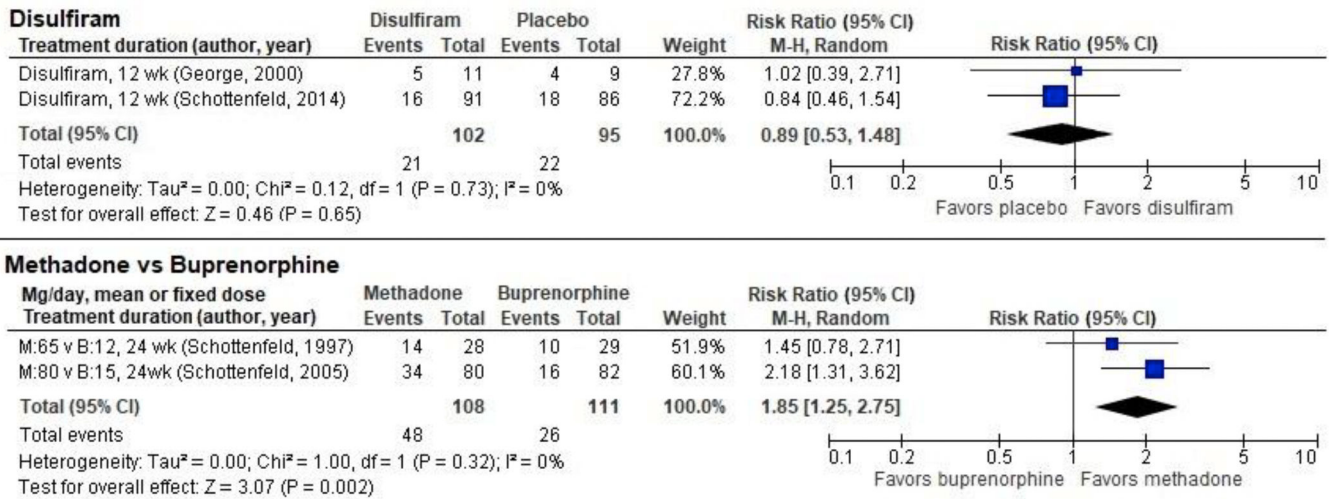 Disulfiram
Disulfiram Placebo Risk Ratio (95% CI)
Treatment duration (author, year) Events Total Events Total Weight M-H, Random Risk Ratio (95% CI)
Disulfiram, 12 wk (George, 2000) 5 11 4 9 27.8% 1.02 [0.39, 2.71]
Disulfiram, 12 wk (Schottenfeld, 2014) 16 91 18 86 72.2% 0.84 [0.46, 1.54]
Total (95% CI) 102 95 100.0% 0.89 [0.53, 1.48]
Total events 21 22
Heterogeneity: Tau² = 0.00; Chi² = 0.12, df = 1 (P = 0.73); I² = 0%
Test for overall effect: Z = 0.46 (P = 0.65)
0.1 0.2 0.5 1 2 5 10
Favors placebo Favors disulfiram
Methadone vs Buprenorphine
Mg/day, mean or fixed dose Methadone Buprenorphine Risk Ratio (95% CI)
Treatment duration (author, year) Events Total Events Total Weight M-H, Random Risk Ratio (95% CI)
M:65 v B:12, 24 wk (Schottenfeld, 1997) 14 28 10 29 51.9% 1.45 [0.78, 2.71]
M:80 v B:15, 24wk (Schottenfeld, 2005) 34 80 16 82 60.1% 2.18 [1.31, 3.62]
Total (95% CI) 108 111 100.0% 1.85 [1.25, 2.75]
Total events 48 26
Heterogeneity: Tau² = 0.00; Chi² = 1.00, df = 1 (P = 0.32); I² = 0%
Test for overall effect: Z = 3.07 (P = 0.002)
0.1 0.2 0.5 1 2 5 10
Favors buprenorphine Favors methadone